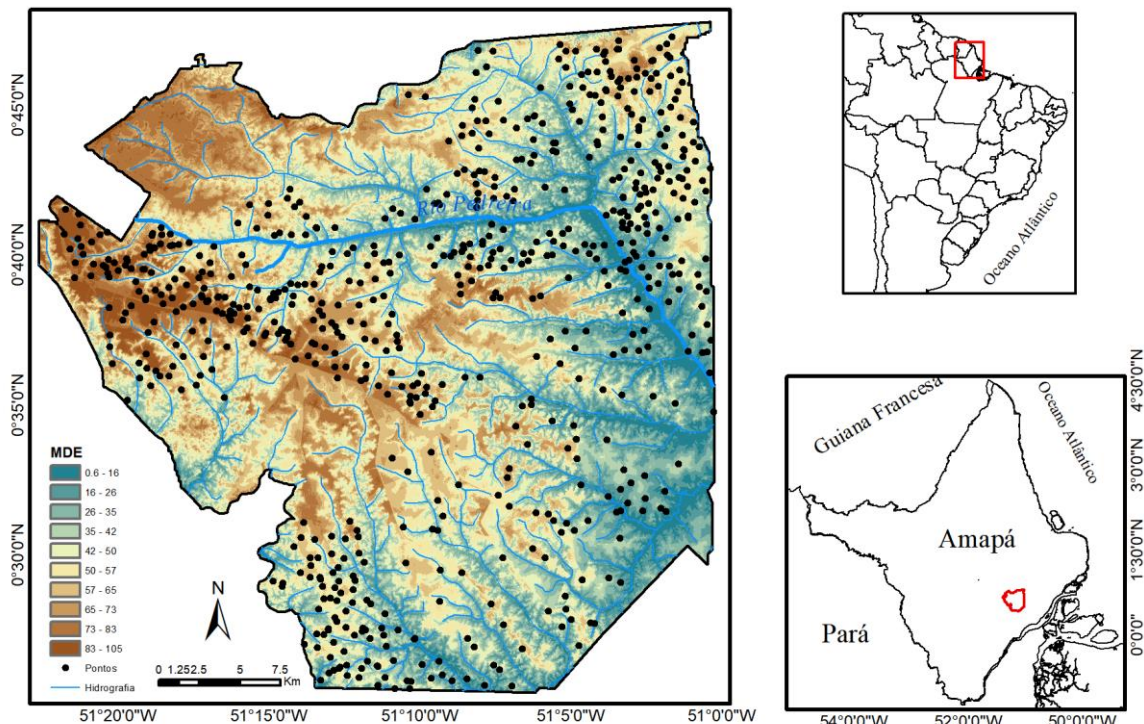 0°45'0"N
0°40'0"N
0°35'0"N
0°30'0"N
Rio Pedreira
MDE
0.6 - 16
16 - 26
26 - 35
35 - 42
42 - 50
50 - 57
57 - 65
65 - 73
73 - 83
83 - 105
Pontos
Hidrografia
N
0 1.252.5 5 7.5
Km
51°20'0"W 51°15'0"W 51°10'0"W 51°5'0"W 51°0'0"W
Oceano Atlântico
Guiana Francesa
Oceano Atlântico
Amapá
Pará
4°30'0"N
3°0'0"N
1°30'0"N
0°0'0"
54°0'0"W 52°0'0"W 50°0'0"W